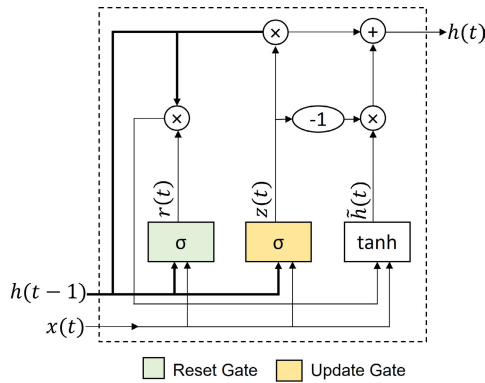 × + h(t)
× -1 ×
r(t) z(t) h̃(t)
σ σ tanh
h(t − 1)
x(t)
Reset Gate Update Gate